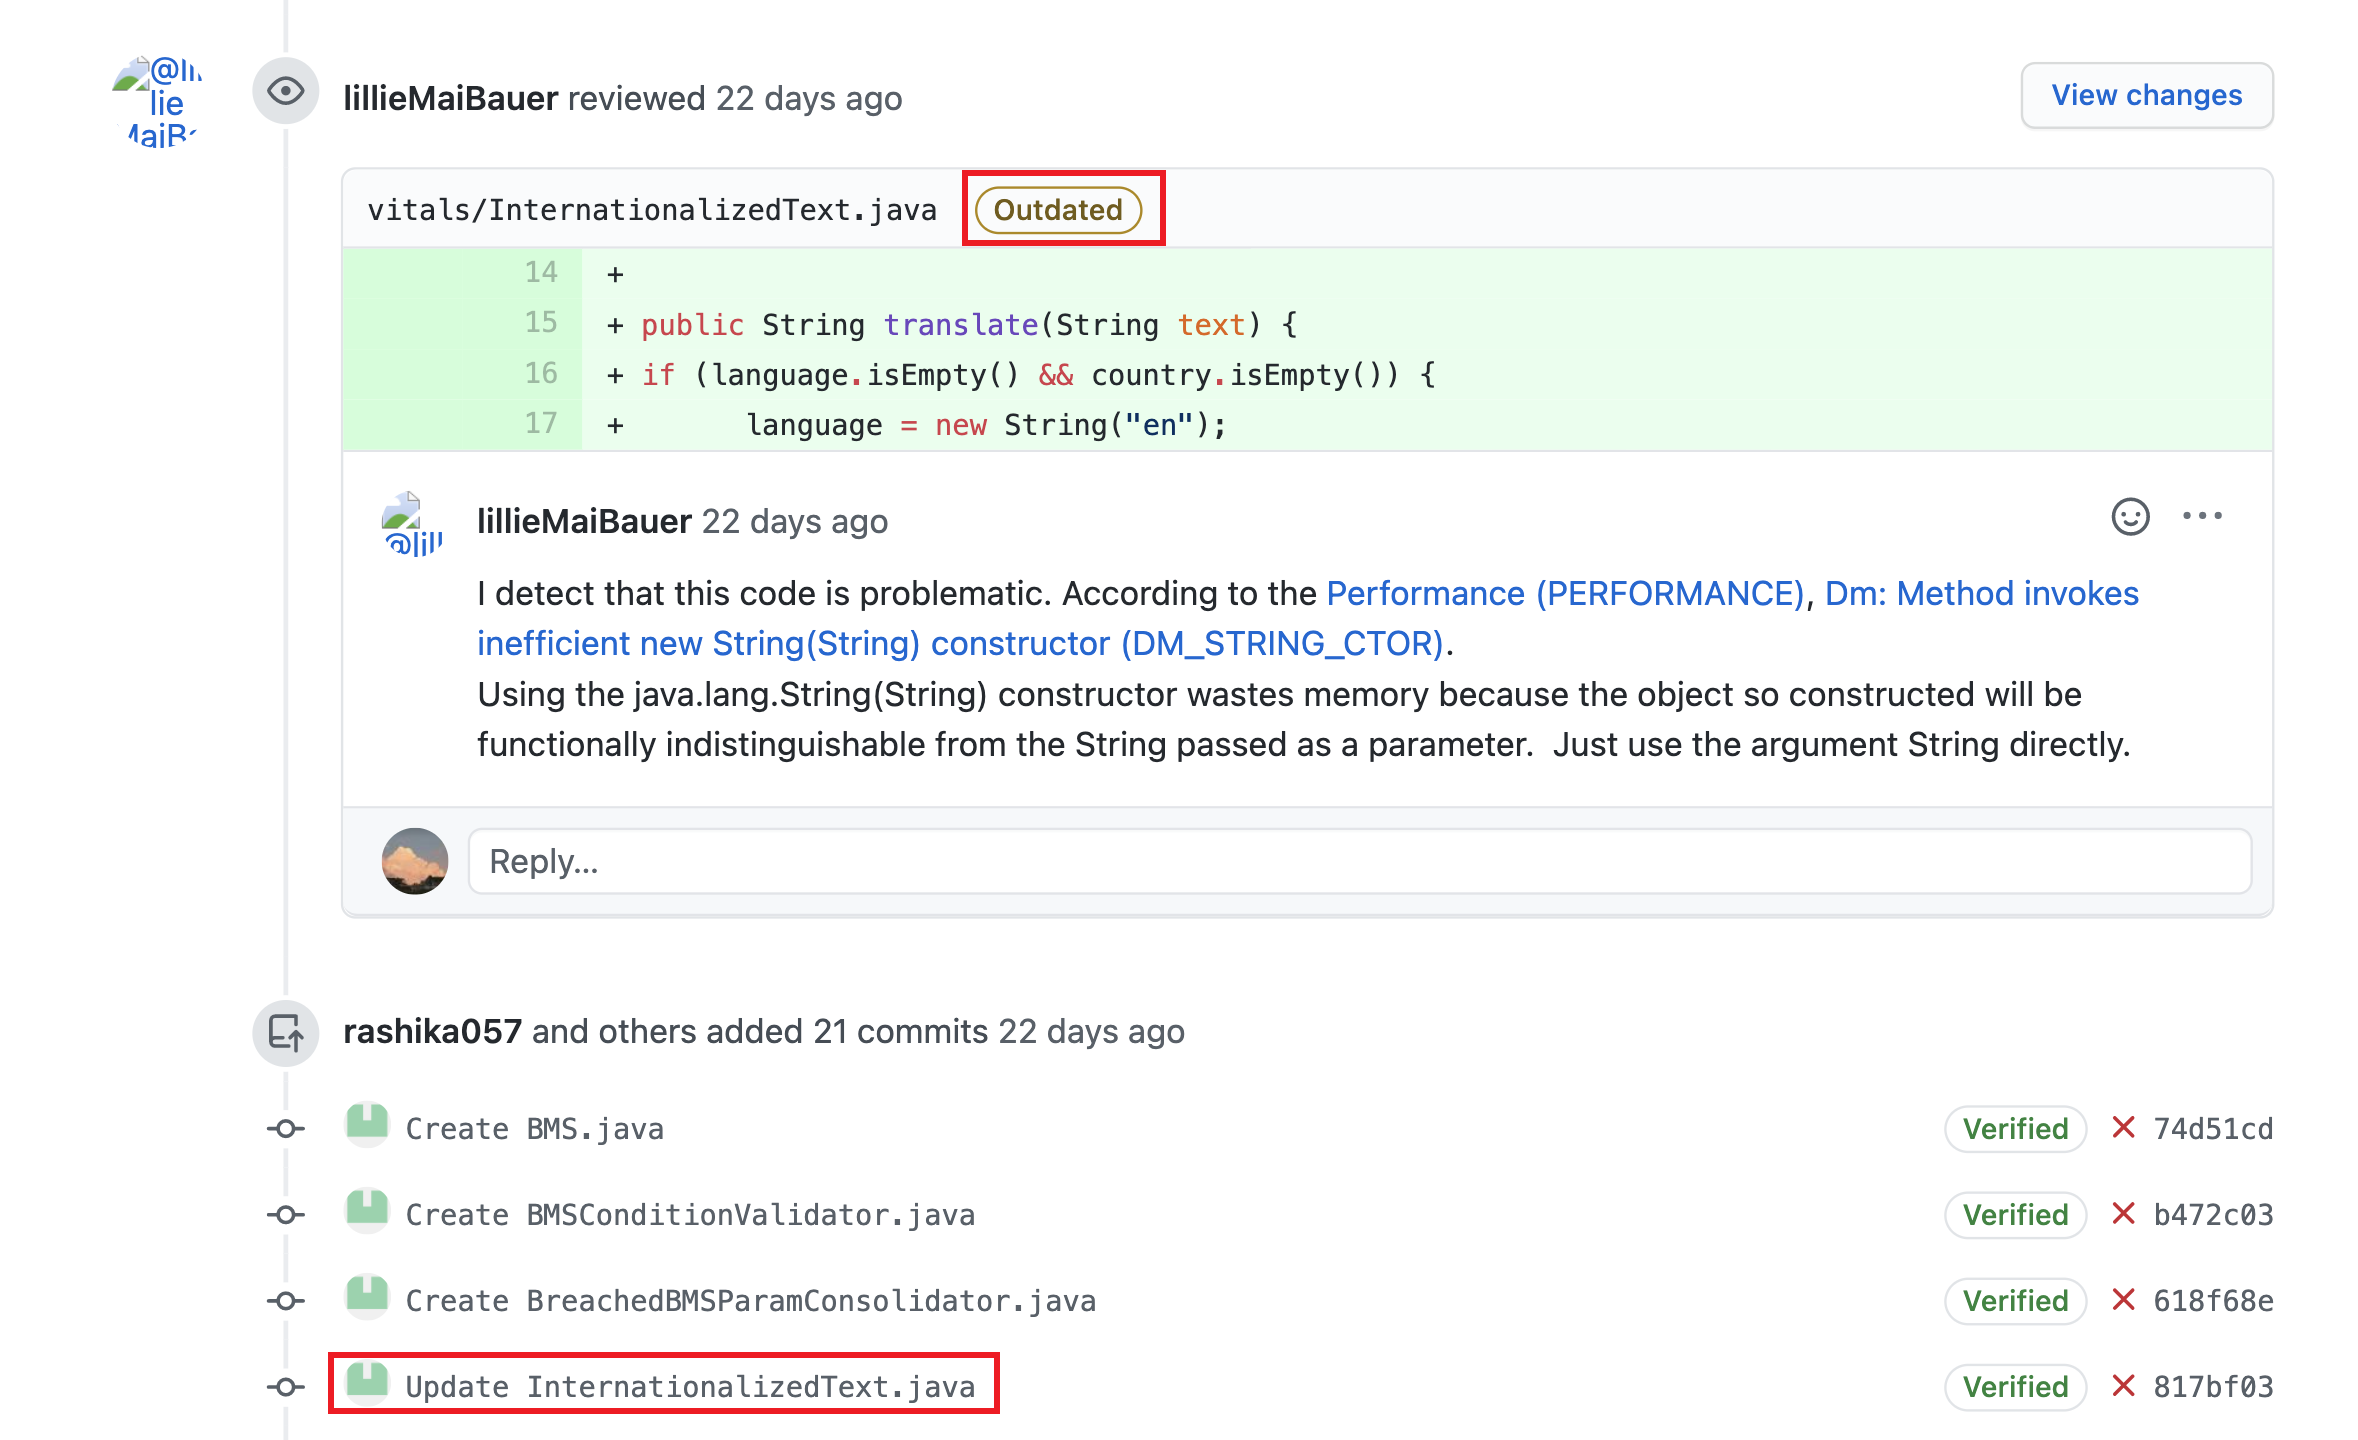 lillieMaiBauer reviewed 22 days ago
View changes
vitals/InternationalizedText.java Outdated
14 +
15 + public String translate(String text) {
16 + if (language.isEmpty() && country.isEmpty()) {
17 + language = new String("en");
lillieMaiBauer 22 days ago
I detect that this code is problematic. According to the Performance (PERFORMANCE), Dm: Method invokes
inefficient new String(String) constructor (DM_STRING_CTOR).
Using the java.lang.String(String) constructor wastes memory because the object so constructed will be
functionally indistinguishable from the String passed as a parameter.  Just use the argument String directly.
Reply...
rashika057 and others added 21 commits 22 days ago
Create BMS.java Verified 74d51cd
Create BMSConditionValidator.java Verified b472c03
Create BreachedBMSParamConsolidator.java Verified 618f68e
Update InternationalizedText.java Verified 817bf03